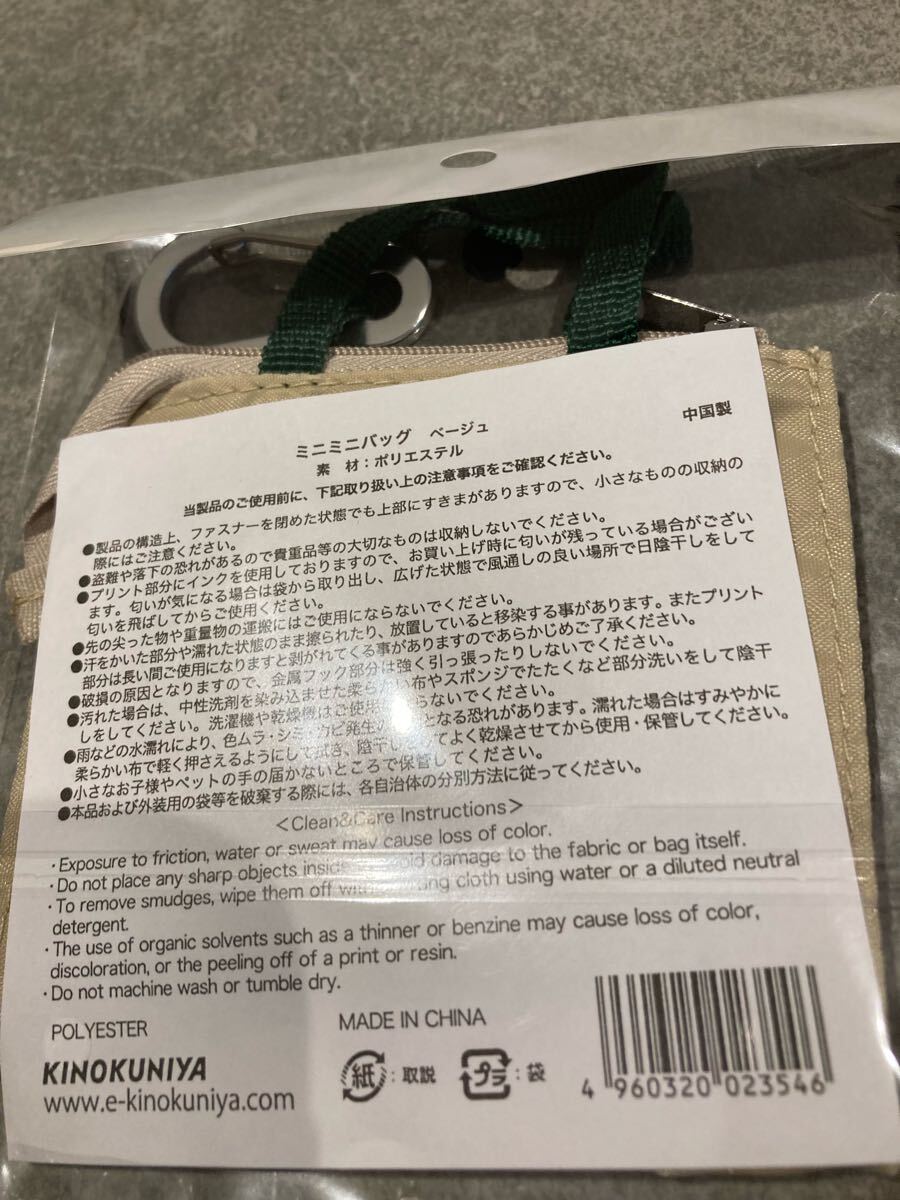 ミニミニバッグ ベージュ
中国製
素 材：ポリエステル
当製品のご使用前に、下記取り扱い上の注意事項をご確認ください。
●製品の構造上、ファスナーを閉めた状態でも上部にすきまがありますので、小さなものの収納の
際にはご注意ください。
●盗難や落下の恐れがあるので貴重品等の大切なものは収納しないでください。
●プリント部分にインクを使用しておりますので、お買い上げ時に匂いが残っている場合がござい
ます。匂いが気になる場合は袋から取り出し、広げた状態で風通しの良い場所で日陰干しをして
匂いを飛ばしてからご使用ください。
●先の尖った物や重量物の運搬にはご使用にならないでください。
●汗をかいた部分や濡れた状態のまま擦られたり、放置していると移染する事があります。またプリント
部分は長い間ご使用になりますと剥がれてくる事がありますのであらかじめご了承ください。
●破損の原因となりますので、金属フック部分は強く引っ張ったりしないでください。
●汚れた場合は、中性洗剤を染み込ませた柔らかい布やスポンジでたたくなど部分洗いをして陰干
しをしてください。洗濯機や乾燥機はご使用にならないでください。
●雨などの水濡れにより、色ムラ・シミ・カビ発生の となる恐れがあります。濡れた場合はすみやかに
柔らかい布で軽く押さえるようにして拭き、陰干し てよく乾燥させてから使用・保管してください。
●小さなお子様やペットの手の届かないところで保管してください。
●本品および外装用の袋等を破棄する際には、各自治体の分別方法に従ってください。
<Clean&Care Instructions>
・Exposure to friction, water or sweat may cause loss of color.
・Do not place any sharp objects inside damage to the fabric or bag itself.
・To remove smudges, wipe them off cloth using water or a diluted neutral
detergent.
・The use of organic solvents such as a thinner or benzine may cause loss of color,
discoloration, or the peeling off of a print or resin.
・Do not machine wash or tumble dry.
POLYESTER
MADE IN CHINA
KINOKUNIYA
www.e-kinokuniya.com
紙：取説
プラ：袋
4 960320 023546